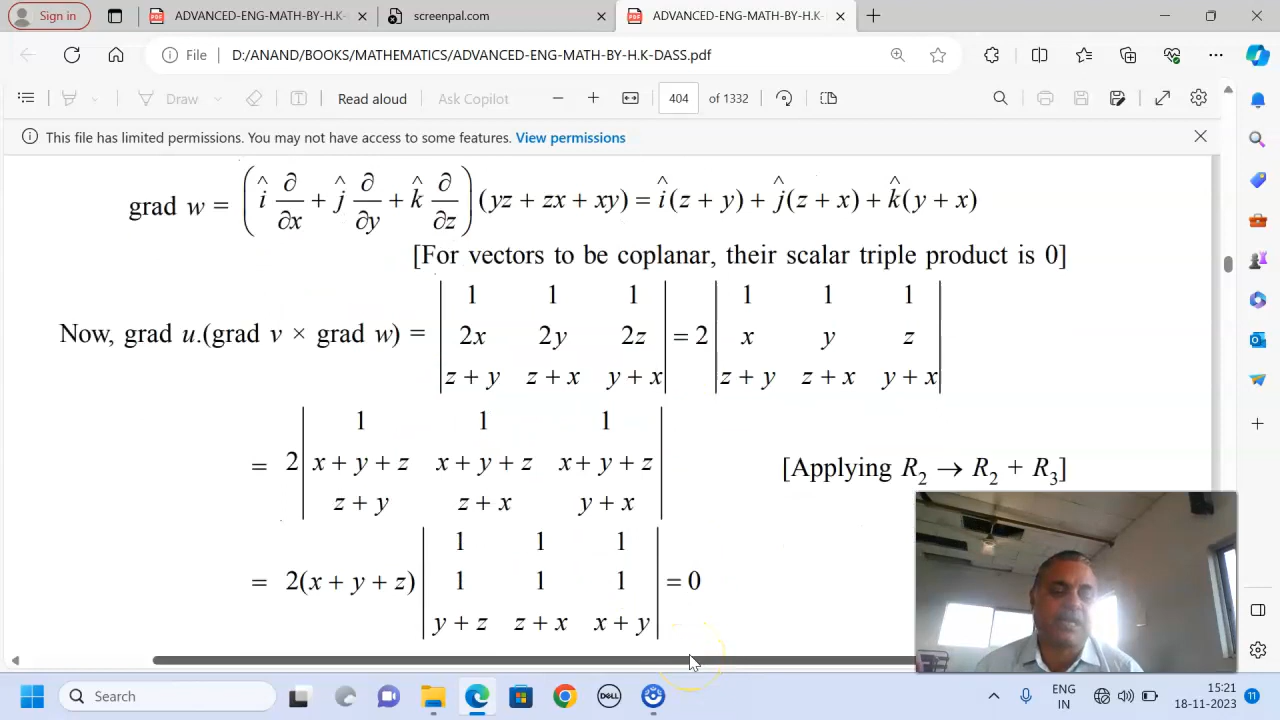 Sign in
ADVANCED-ENG-MATH-BY-H.K-
screenpal.com
ADVANCED-ENG-MATH-BY-H.K-
File
D:/ANAND/BOOKS/MATHEMATICS/ADVANCED-ENG-MATH-BY-H.K-DASS.pdf
Draw
Read aloud
Ask Copilot
404 of 1332
This file has limited permissions. You may not have access to some features. View permissions
grad w = (î ∂/∂x + ĵ ∂/∂y + k̂ ∂/∂z) (yz + zx + xy) = î(z + y) + ĵ(z + x) + k̂(y + x)
[For vectors to be coplanar, their scalar triple product is 0]
1 1 1 1 1 1
Now, grad u.(grad v × grad w) = | 2x 2y 2z | = 2 | x y z |
z + y z + x y + x z + y z + x y + x
1 1 1
= 2 | x + y + z x + y + z x + y + z | [Applying R₂ → R₂ + R₃]
z + y z + x y + x
1 1 1
= 2(x + y + z) | 1 1 1 | = 0
y + z z + x x + y
Search
DELL
ENG
IN
15:21
18-11-2023
11